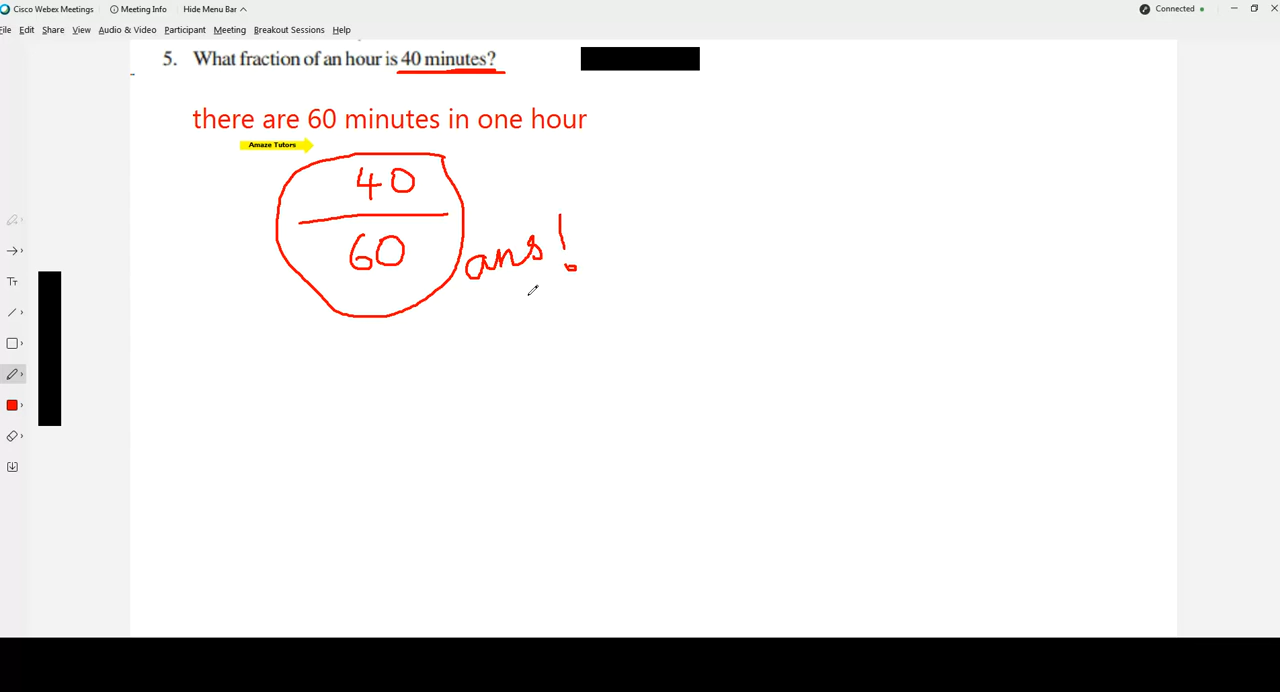 Cisco Webex Meetings Meeting Info Hide Menu Bar Connected
File Edit Share View Audio & Video Participant Meeting Breakout Sessions Help
5. What fraction of an hour is 40 minutes?
there are 60 minutes in one hour
Amaze Tutors
40
60
ans!
Tт